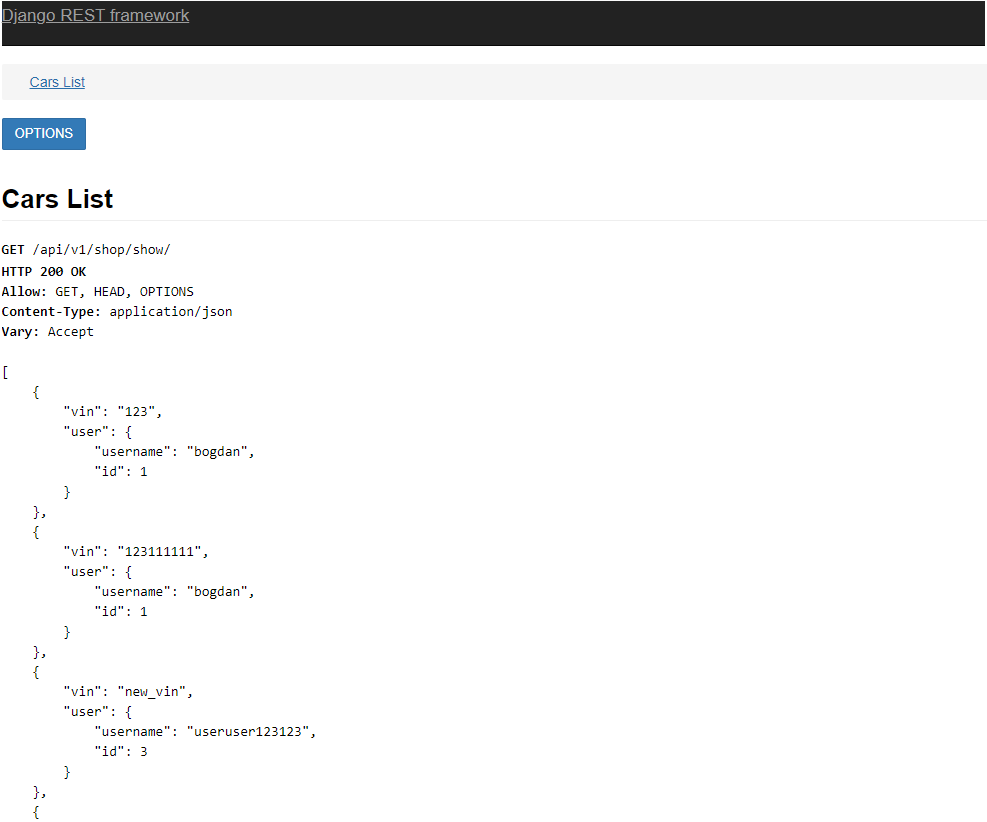 Django REST framework
Cars List
OPTIONS
Cars List
GET /api/v1/shop/show/
HTTP 200 OK
Allow: GET, HEAD, OPTIONS
Content-Type: application/json
Vary: Accept

[
    {
        "vin": "123",
        "user": {
            "username": "bogdan",
            "id": 1
        }
    },
    {
        "vin": "123111111",
        "user": {
            "username": "bogdan",
            "id": 1
        }
    },
    {
        "vin": "new_vin",
        "user": {
            "username": "useruser123123",
            "id": 3
        }
    },
    {